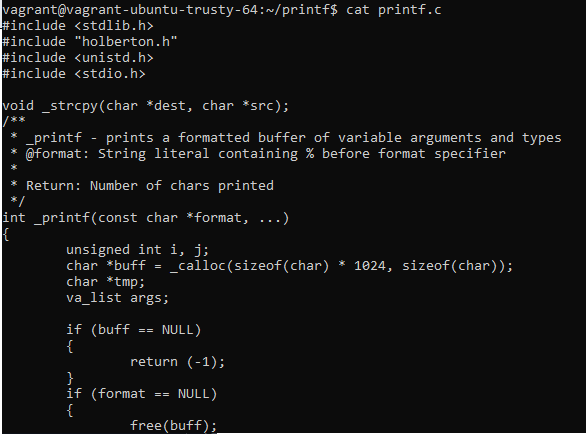 vagrant@vagrant-ubuntu-trusty-64:~/printf$ cat printf.c
#include <stdlib.h>
#include "holberton.h"
#include <unistd.h>
#include <stdio.h>

void _strcpy(char *dest, char *src);
/**
 * _printf - prints a formatted buffer of variable arguments and types
 * @format: String literal containing % before format specifier
 *
 * Return: Number of chars printed
 */
int _printf(const char *format, ...)
{
        unsigned int i, j;
        char *buff = _calloc(sizeof(char) * 1024, sizeof(char));
        char *tmp;
        va_list args;

        if (buff == NULL)
        {
                return (-1);
        }
        if (format == NULL)
        {
                free(buff);